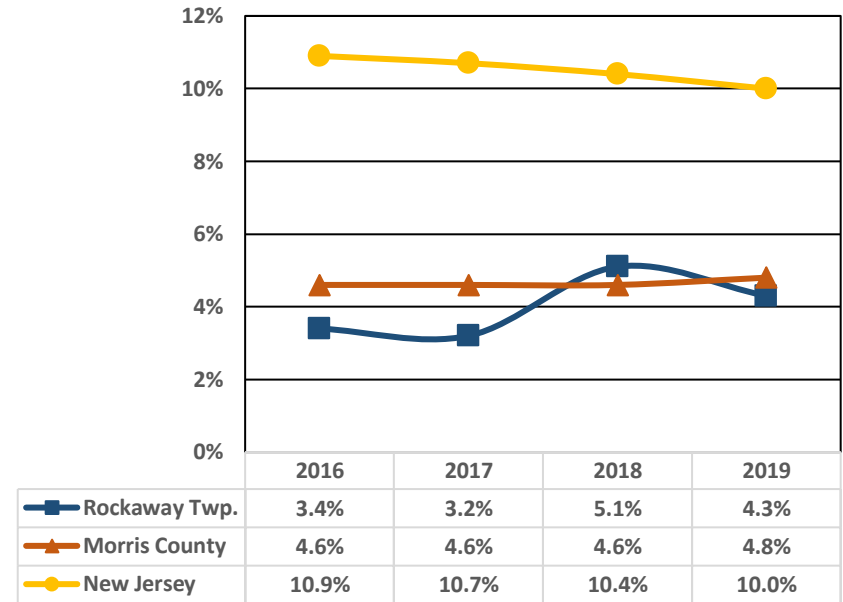 12%
10%
8%
6%
4%
2%
0%
2016 2017 2018 2019
Rockaway Twp. 3.4% 3.2% 5.1% 4.3%
Morris County 4.6% 4.6% 4.6% 4.8%
New Jersey 10.9% 10.7% 10.4% 10.0%